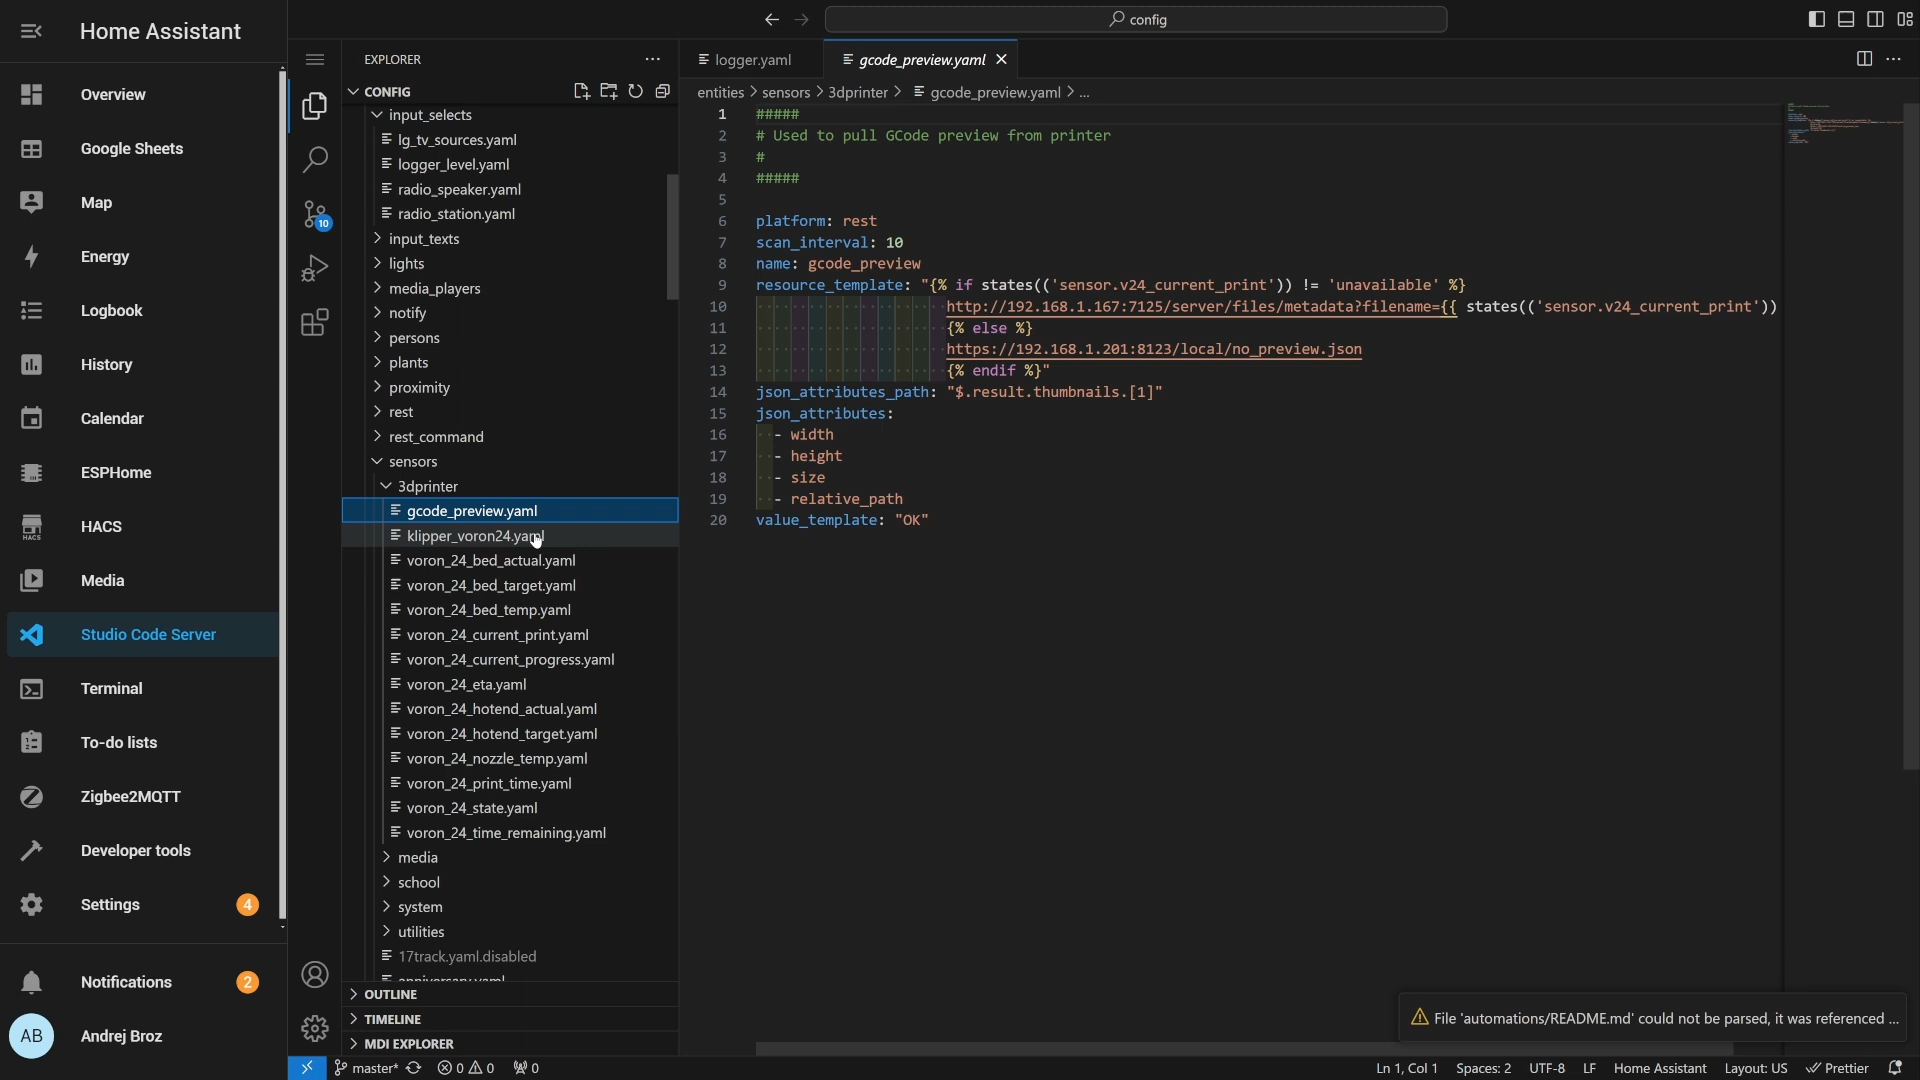 Home Assistant
Overview
Google Sheets
Map
Energy
Logbook
History
Calendar
ESPHome
HACS
HACS
Media
Studio Code Server
Terminal
To-do lists
Zigbee2MQTT
Developer tools
Settings
4
Notifications
2
AB
Andrej Broz
config
10
EXPLORER
CONFIG
input_selects
lg_tv_sources.yaml
logger_level.yaml
radio_speaker.yaml
radio_station.yaml
input_texts
lights
media_players
notify
persons
plants
proximity
rest
rest_command
sensors
3dprinter
gcode_preview.yaml
klipper_voron24.yaml
voron_24_bed_actual.yaml
voron_24_bed_target.yaml
voron_24_bed_temp.yaml
voron_24_current_print.yaml
voron_24_current_progress.yaml
voron_24_eta.yaml
voron_24_hotend_actual.yaml
voron_24_hotend_target.yaml
voron_24_nozzle_temp.yaml
voron_24_print_time.yaml
voron_24_state.yaml
voron_24_time_remaining.yaml
media
school
system
utilities
17track.yaml.disabled
OUTLINE
TIMELINE
MDI EXPLORER
logger.yaml
gcode_preview.yaml
entities > sensors > 3dprinter > gcode_preview.yaml > ...
1 #####
2 # Used to pull GCode preview from printer
3 #
4 #####
5
6 platform: rest
7 scan_interval: 10
8 name: gcode_preview
9 resource_template: "{% if states(('sensor.v24_current_print')) != 'unavailable' %}
10 http://192.168.1.167:7125/server/files/metadata?filename={{ states(('sensor.v24_current_print'))
11 {% else %}
12 https://192.168.1.201:8123/local/no_preview.json
13 {% endif %}"
14 json_attributes_path: "$.result.thumbnails.[1]"
15 json_attributes:
16 - width
17 - height
18 - size
19 - relative_path
20 value_template: "OK"
File 'automations/README.md' could not be parsed, it was referenced ...
master* 0 0 0
Ln 1, Col 1 Spaces: 2 UTF-8 LF Home Assistant Layout: US Prettier